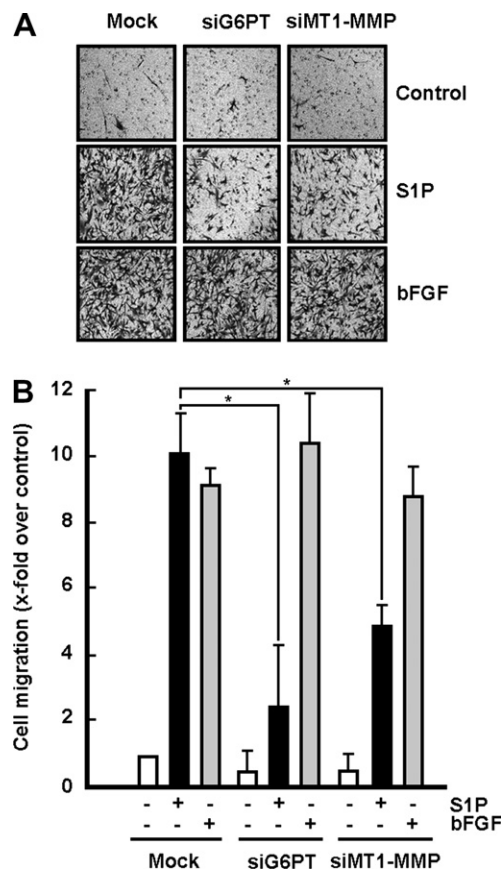 A
Mock siG6PT siMT1-MMP
Control
S1P
bFGF
B
Cell migration (x-fold over control)
12
10
8
6
4
2
0
*
*
- + - - + - - + - S1P
- - + - - + - - + bFGF
Mock siG6PT siMT1-MMP